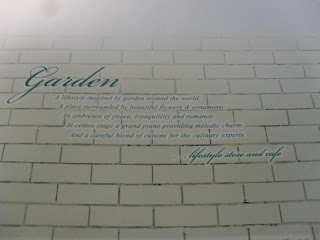 Garden
A lifestyle inspired by garden around the world.
A place surrounded by beautiful flowers & ornaments.
An ambience of peace, tranquility and romance.
At centre stage a grand piano providing melodic charm.
And a careful blend of cuisine for the culinary experts.
lifestyle store and cafe